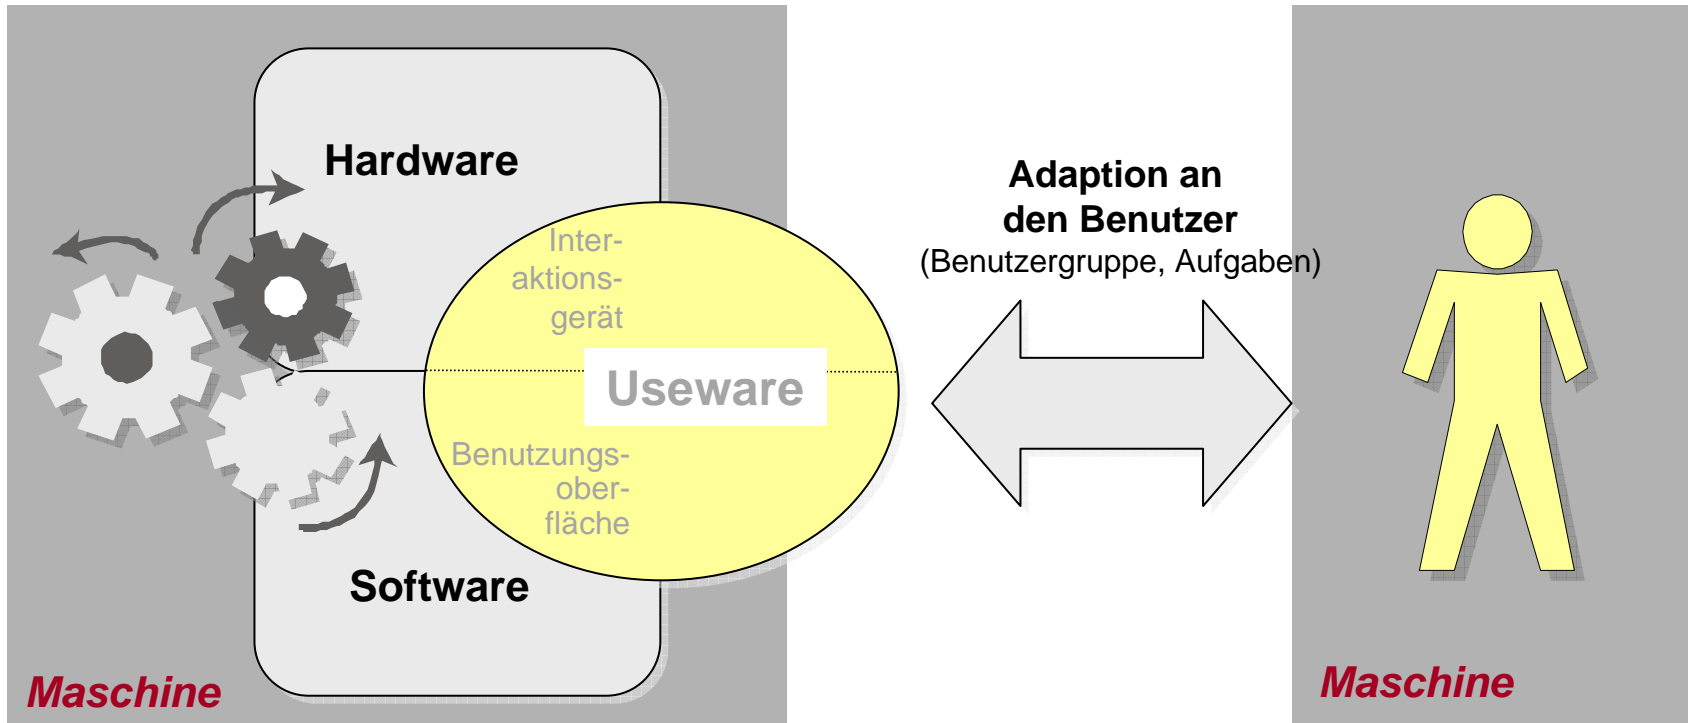 Hardware
Inter-
aktions-
gerät
Useware
Benutzungs-
ober-
fläche
Software
Maschine
Adaption an
den Benutzer
(Benutzergruppe, Aufgaben)
Maschine